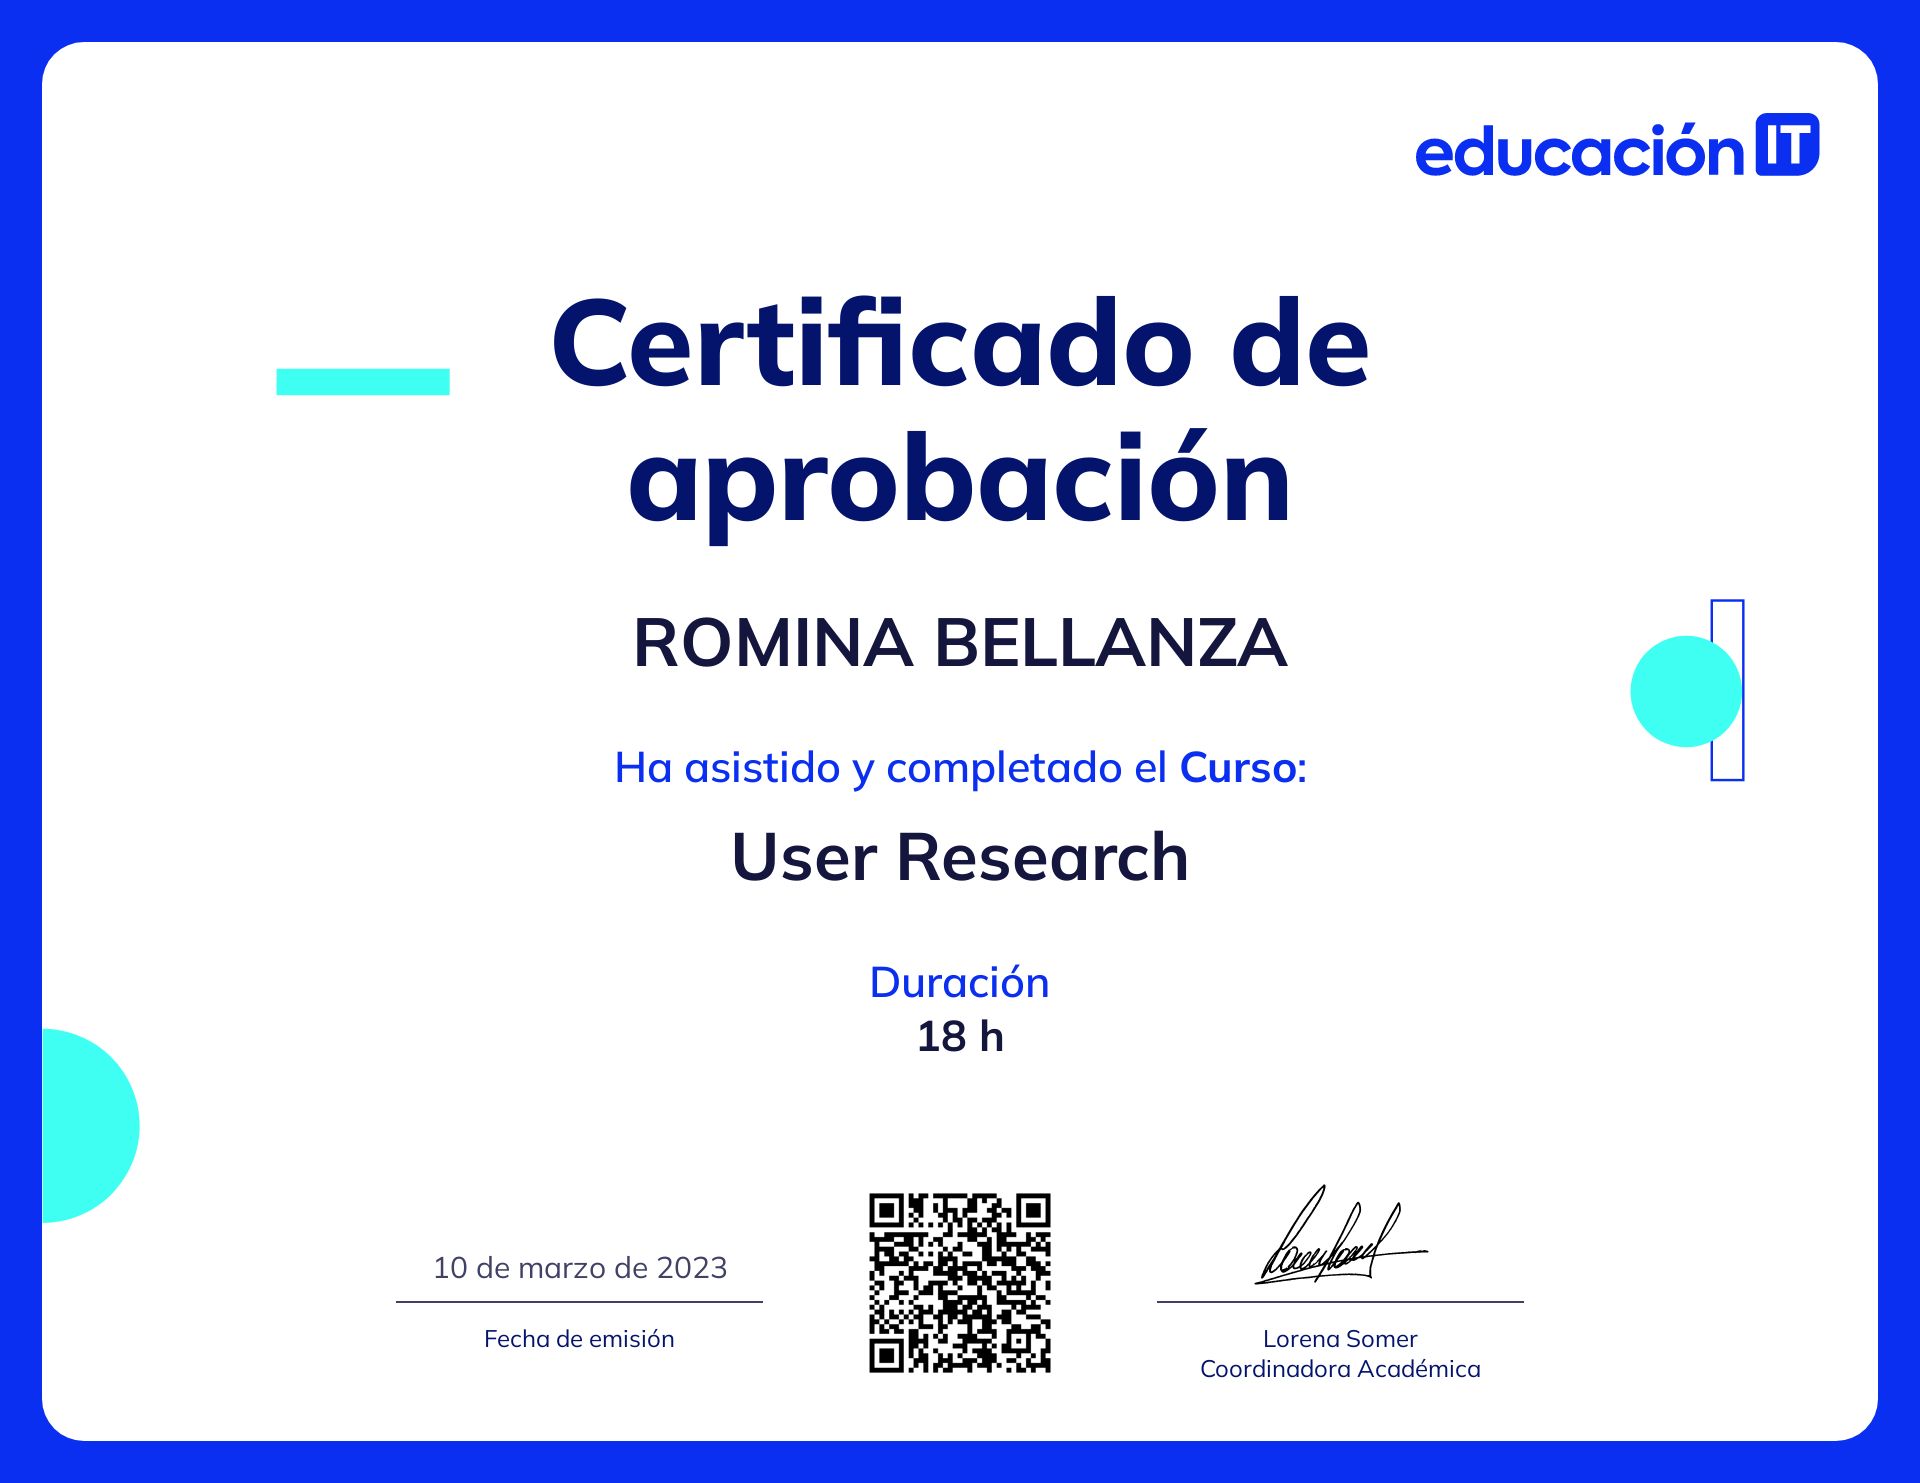 educación IT
Certificado de
aprobación
ROMINA BELLANZA
Ha asistido y completado el Curso:
User Research
Duración
18 h
10 de marzo de 2023
Fecha de emisión
Lorena Somer
Coordinadora Académica